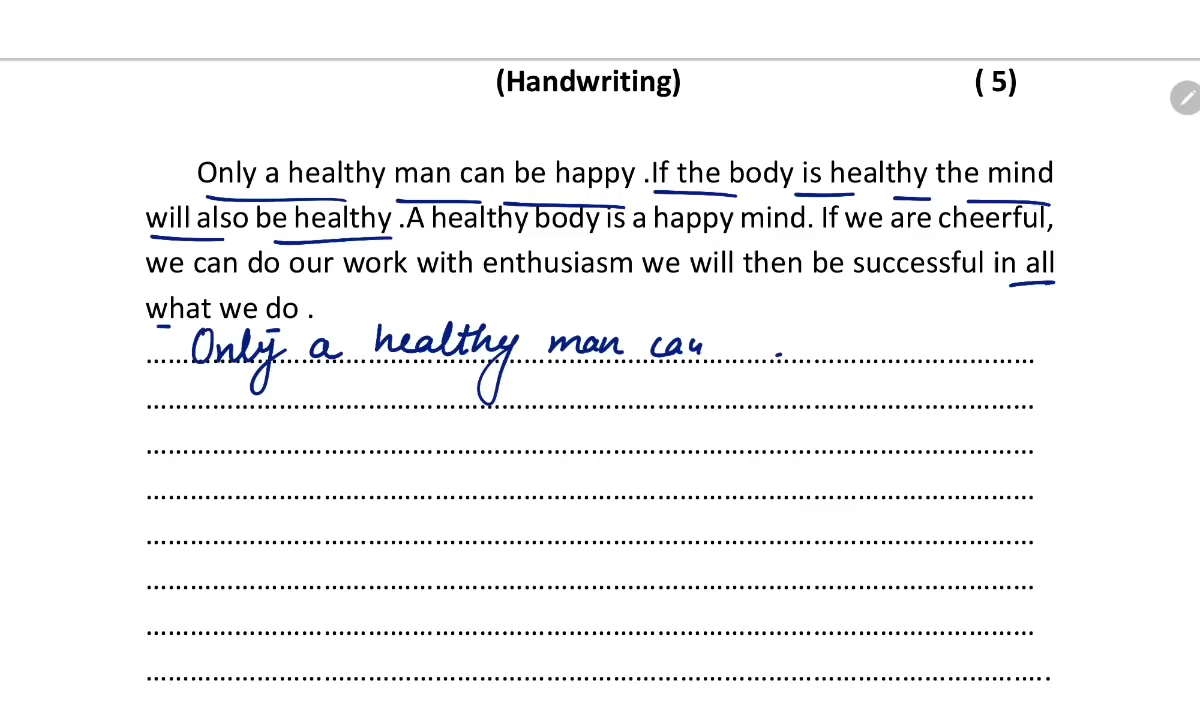 (Handwriting) ( 5)
Only a healthy man can be happy .If the body is healthy the mind
will also be healthy .A healthy body is a happy mind. If we are cheerful,
we can do our work with enthusiasm we will then be successful in all
what we do .
Only a healthy man can